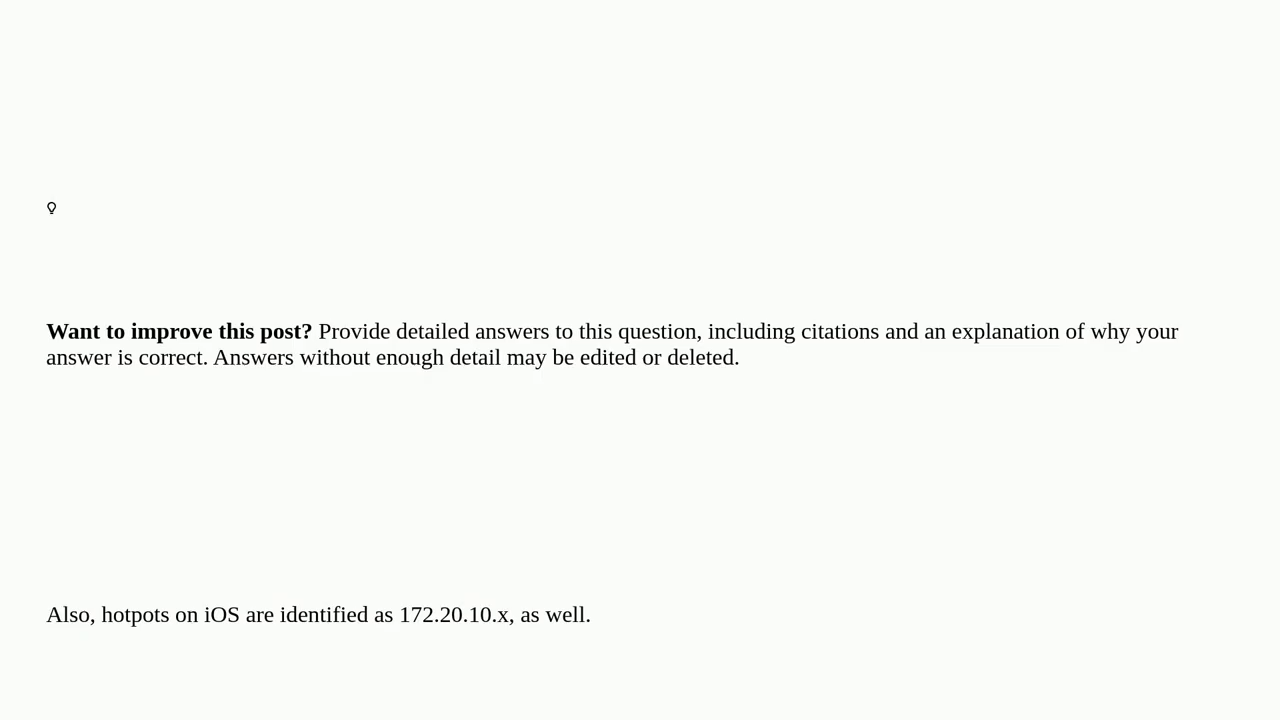 Want to improve this post? Provide detailed answers to this question, including citations and an explanation of why your
answer is correct. Answers without enough detail may be edited or deleted.
Also, hotpots on iOS are identified as 172.20.10.x, as well.